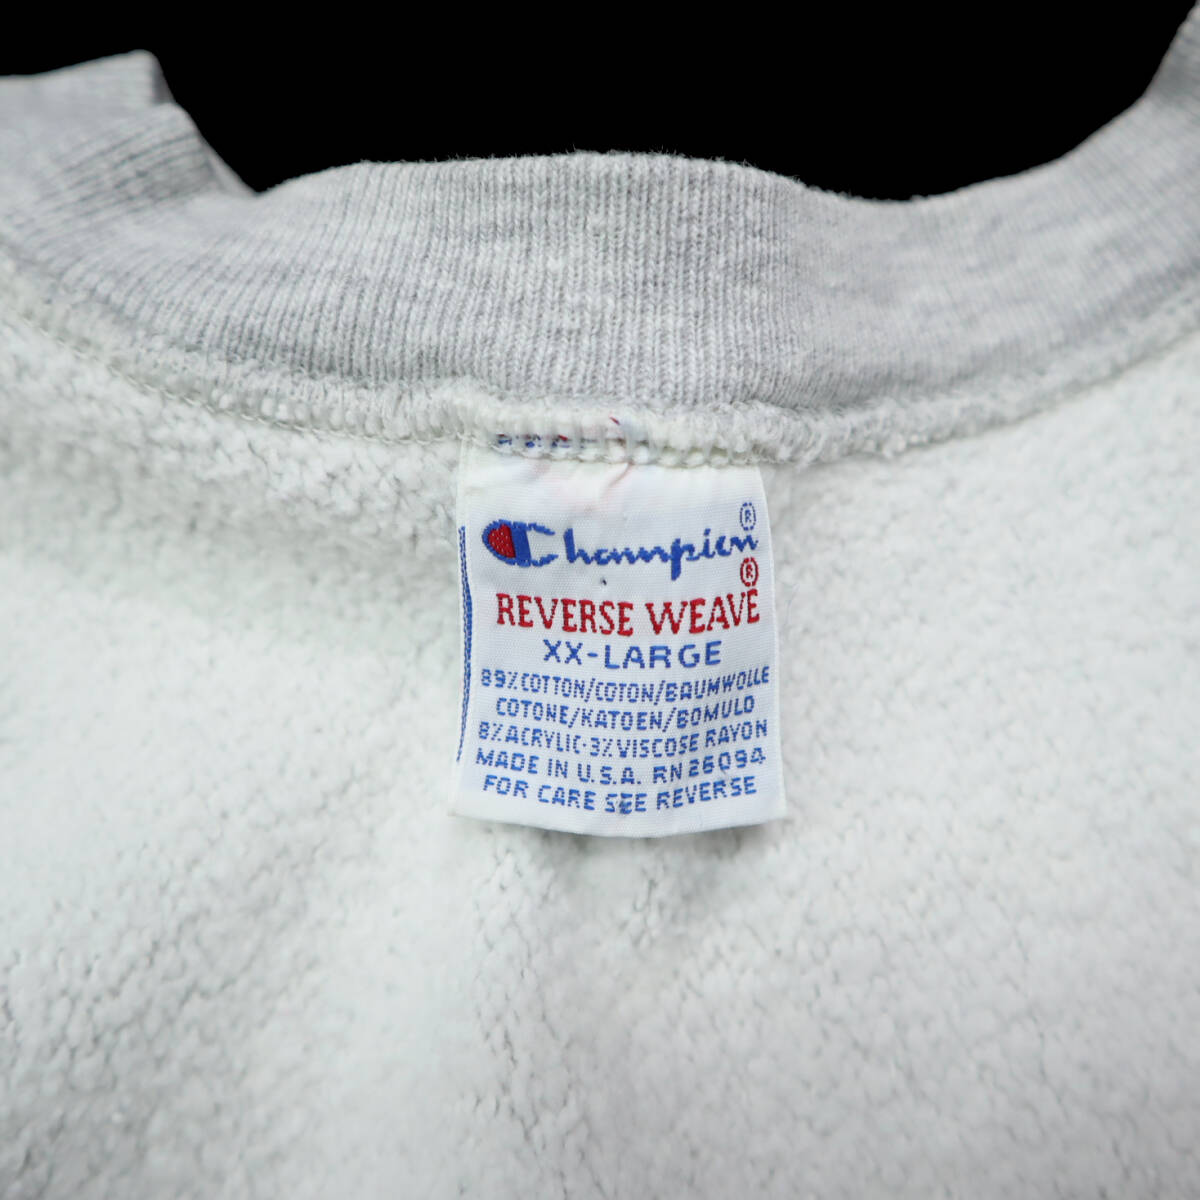 Champion®
REVERSE WEAVE®
XX-LARGE
89%COTTON/COTON/BAUMWOLLE
COTONE/KATOEN/BOMULD
8%ACRYLIC·3%VISCOSE RAYON
MADE IN U.S.A. RN26094
FOR CARE SEE REVERSE